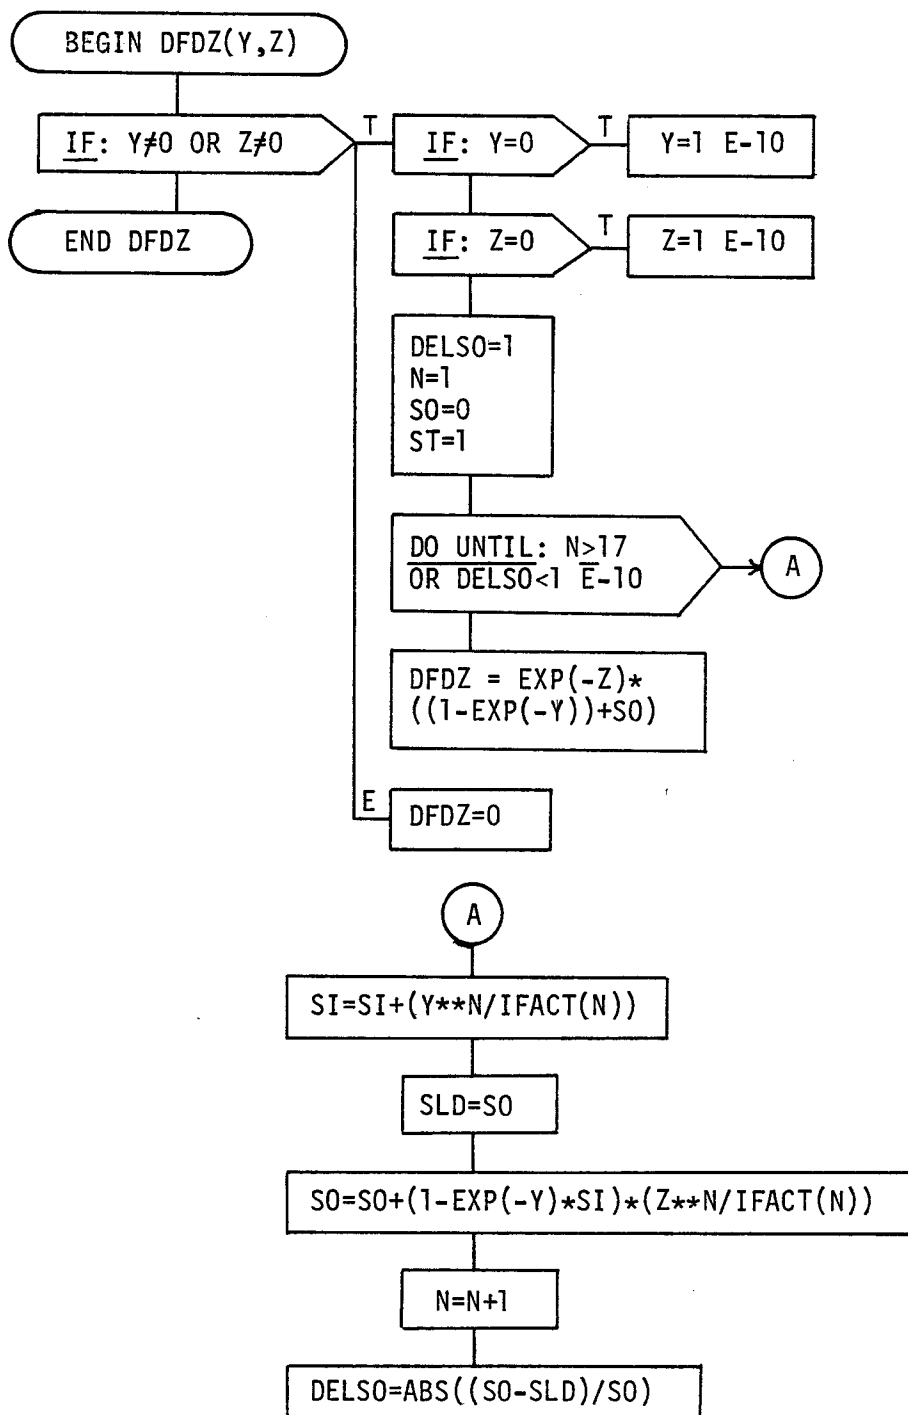 BEGIN DFDZ(Y,Z)
IF: Y≠0 OR Z≠0
T
IF: Y=0
T
Y=1 E-10
END DFDZ
IF: Z=0
T
Z=1 E-10
DELSO=1
N=1
SO=0
ST=1
DO UNTIL: N>17
OR DELSO<1 E-10
A
DFDZ = EXP(-Z)*
((1-EXP(-Y))+SO)
E
DFDZ=0
A
SI=SI+(Y**N/IFACT(N))
SLD=SO
SO=SO+(1-EXP(-Y)*SI)*(Z**N/IFACT(N))
N=N+1
DELSO=ABS((SO-SLD)/SO)